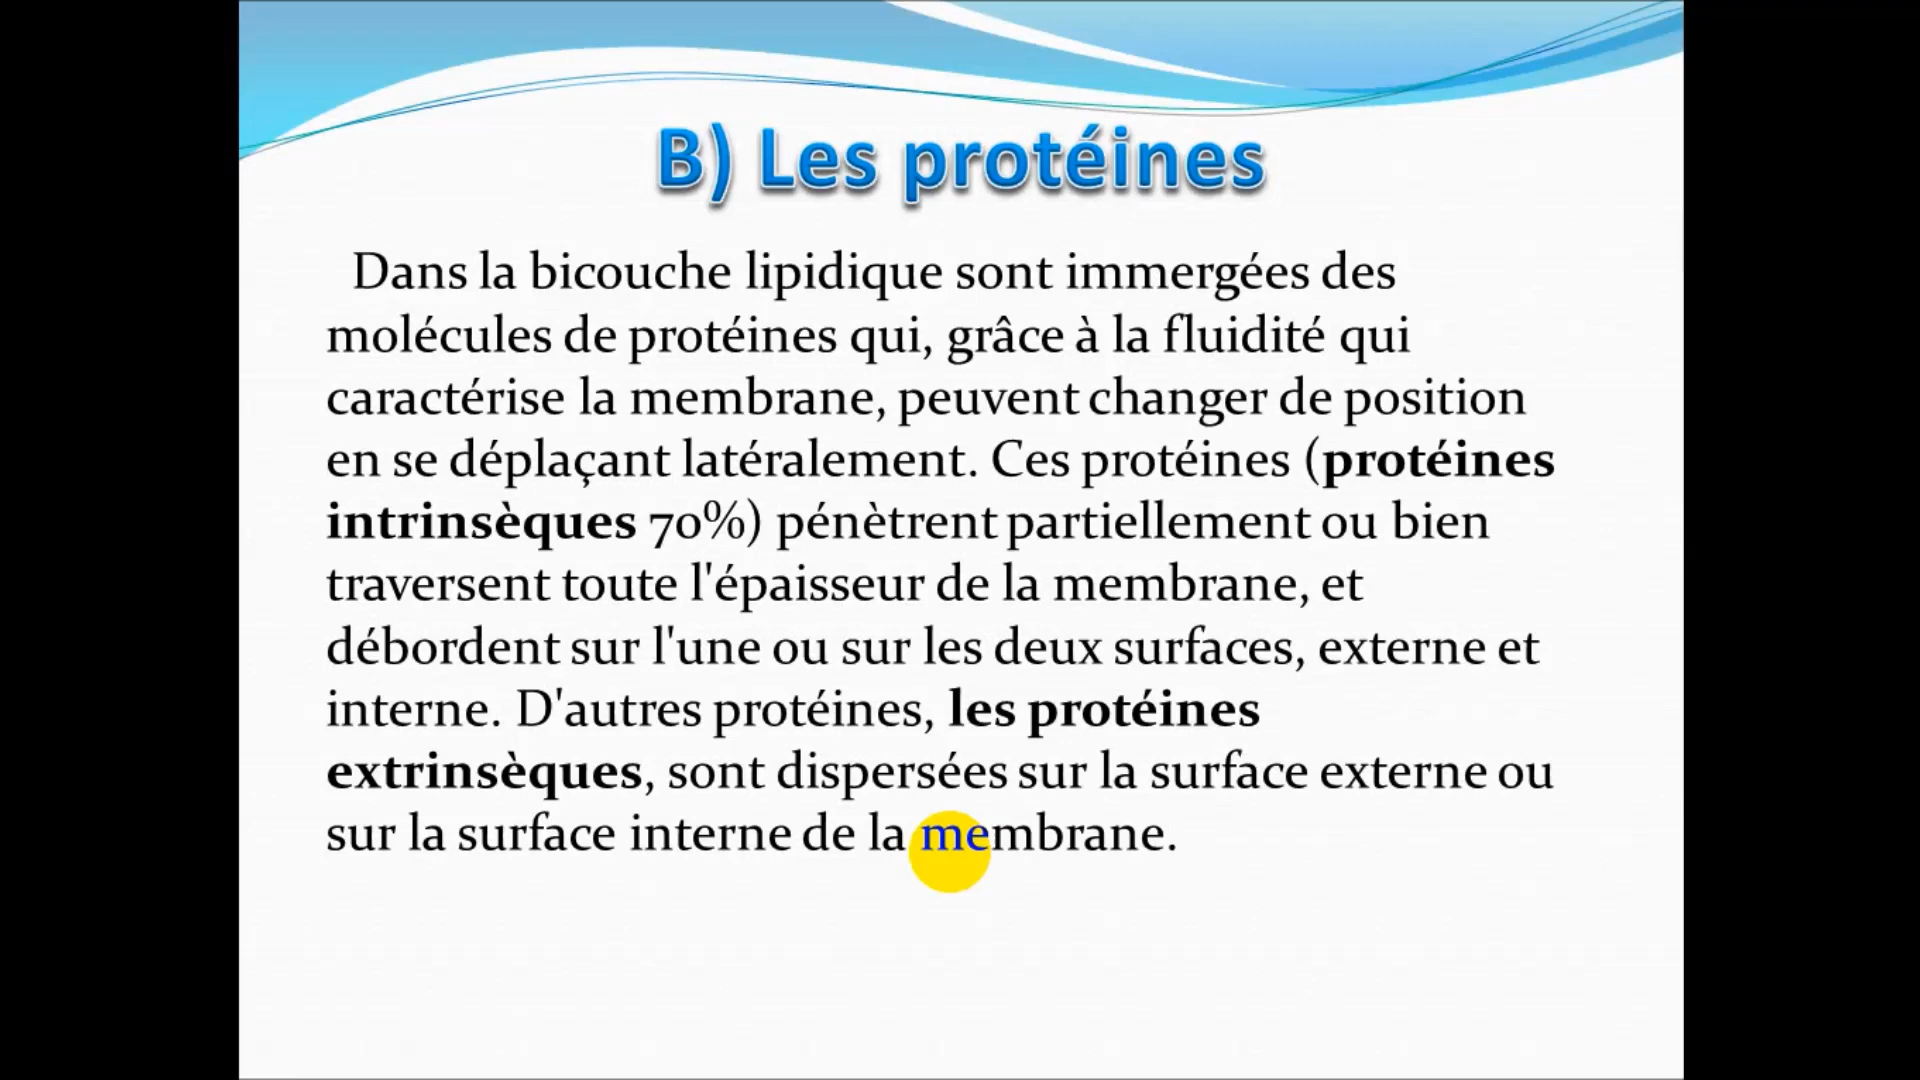 B) Les protéines
Dans la bicouche lipidique sont immergées des
molécules de protéines qui, grâce à la fluidité qui
caractérise la membrane, peuvent changer de position
en se déplaçant latéralement. Ces protéines (protéines
intrinsèques 70%) pénètrent partiellement ou bien
traversent toute l'épaisseur de la membrane, et
débordent sur l'une ou sur les deux surfaces, externe et
interne. D'autres protéines, les protéines
extrinsèques, sont dispersées sur la surface externe ou
sur la surface interne de la membrane.